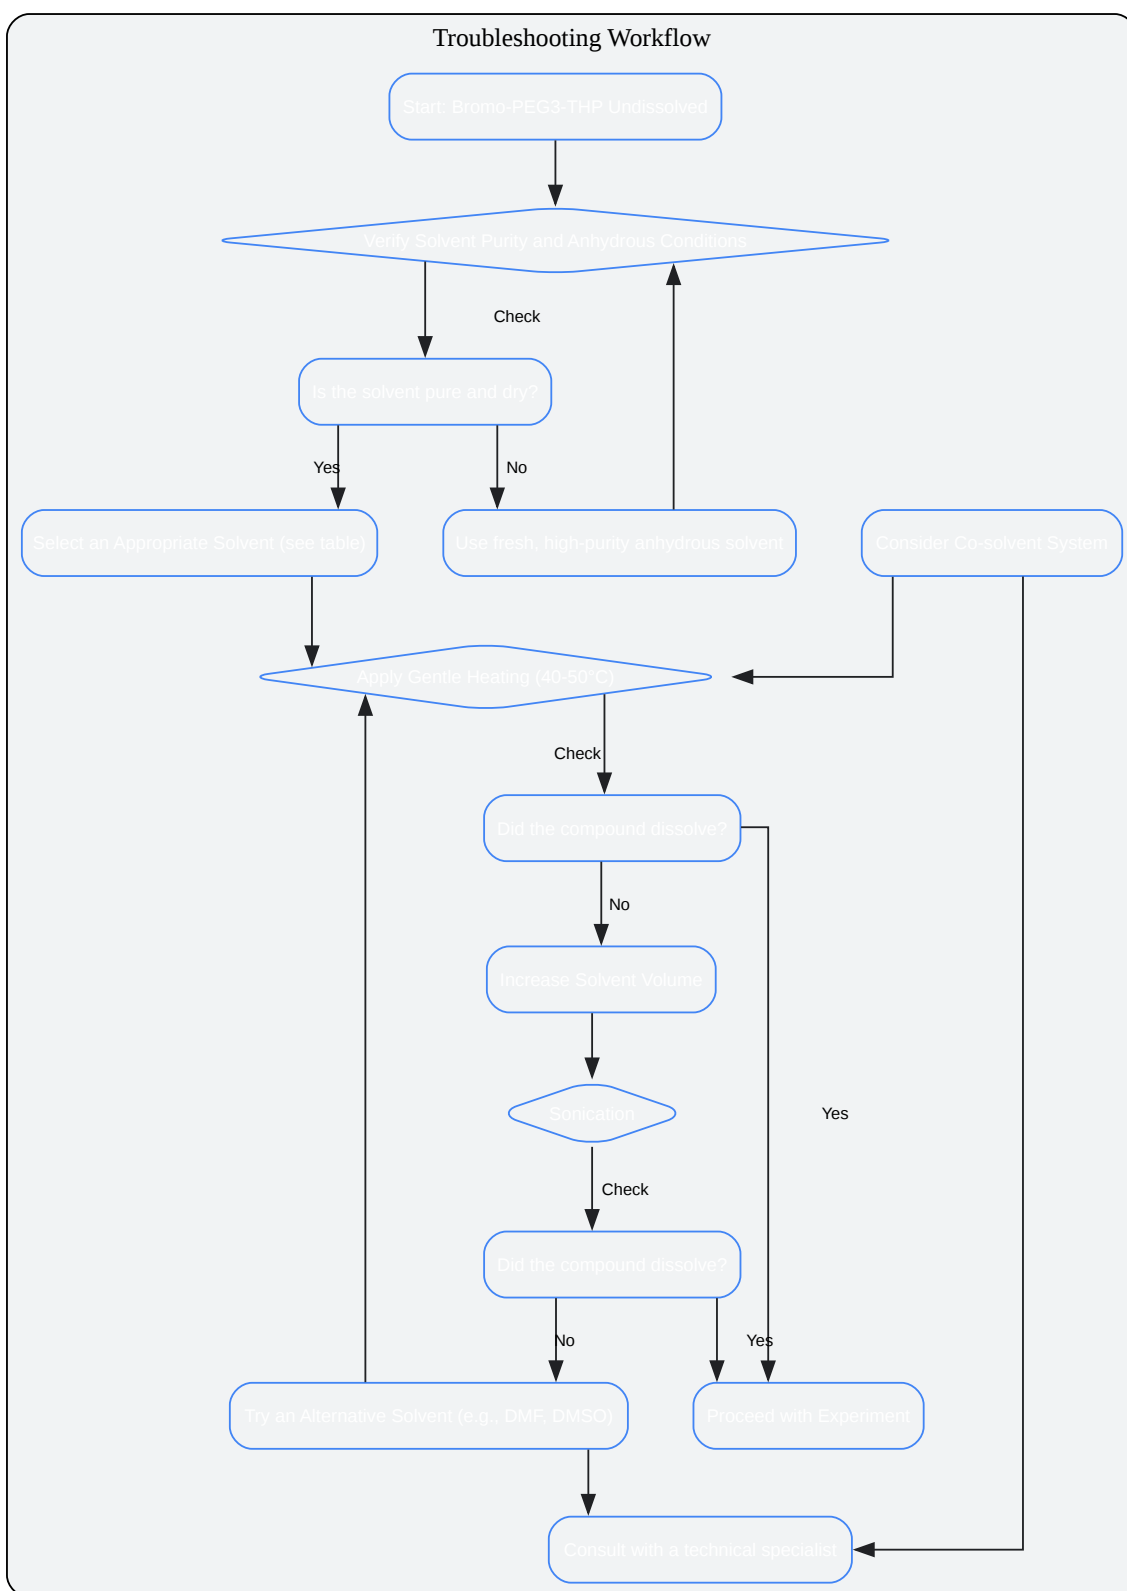 Troubleshooting Workflow
Start: Bromo-PEG3-THP Undissolved
Verify Solvent Purity and Anhydrous Conditions
Check
Is the solvent pure and dry?
Yes
No
Select an Appropriate Solvent (see table)
Use fresh, high-purity anhydrous solvent
Consider Co-solvent System
Apply Gentle Heating (40-50°C)
Check
Did the compound dissolve?
No
Increase Solvent Volume
Sonication
Yes
Check
Did the compound dissolve?
No
Yes
Try an Alternative Solvent (e.g., DMF, DMSO)
Proceed with Experiment
Consult with a technical specialist